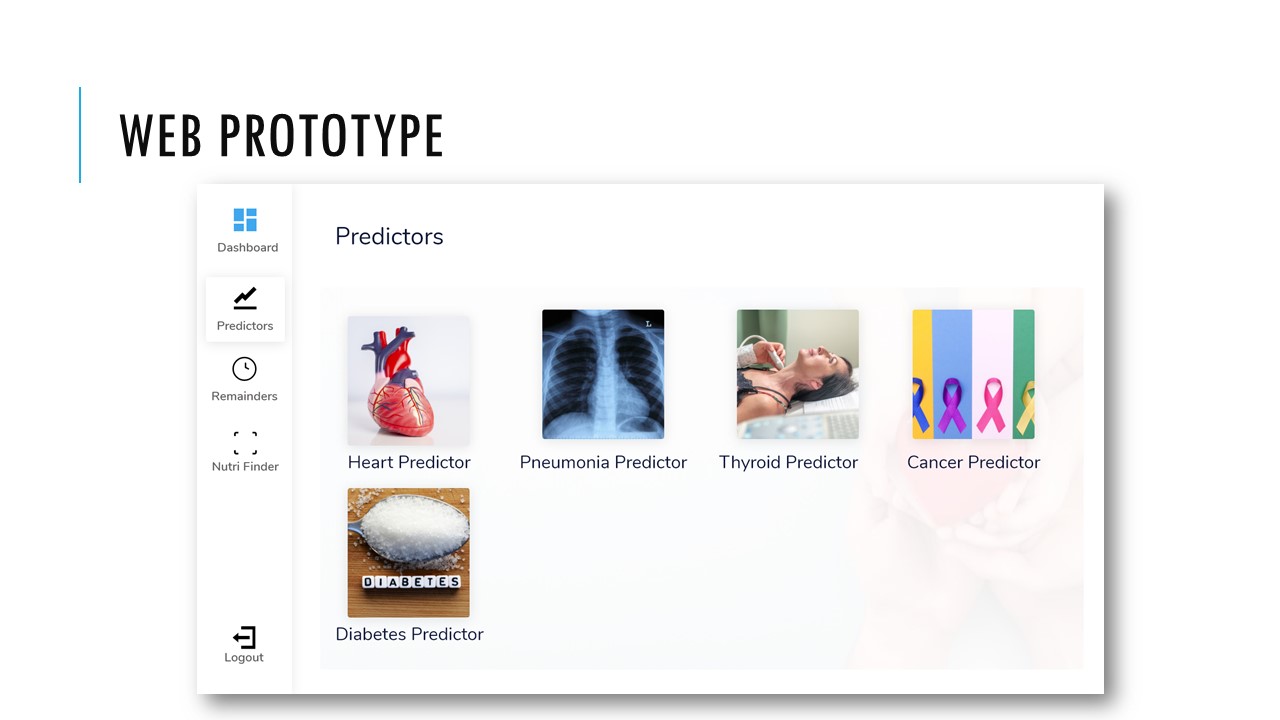 WEB PROTOTYPE
Dashboard
Predictors
Remainders
Nutri Finder
Logout
Predictors
L
Heart Predictor
Pneumonia Predictor
Thyroid Predictor
Cancer Predictor
DIABETES
Diabetes Predictor